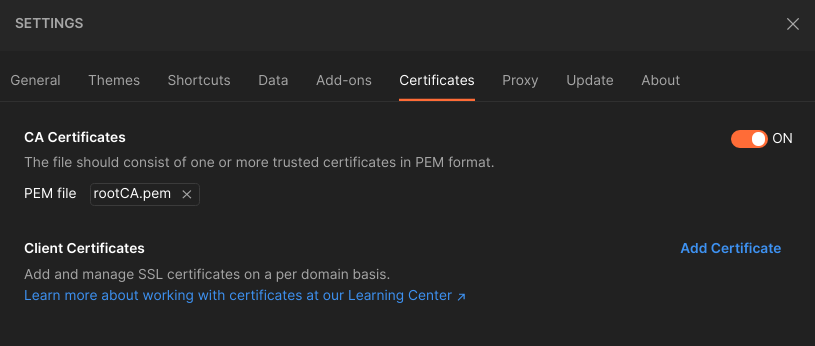 SETTINGS
General Themes Shortcuts Data Add-ons Certificates Proxy Update About
CA Certificates
ON
The file should consist of one or more trusted certificates in PEM format.
PEM file rootCA.pem
Client Certificates
Add Certificate
Add and manage SSL certificates on a per domain basis.
Learn more about working with certificates at our Learning Center ↗